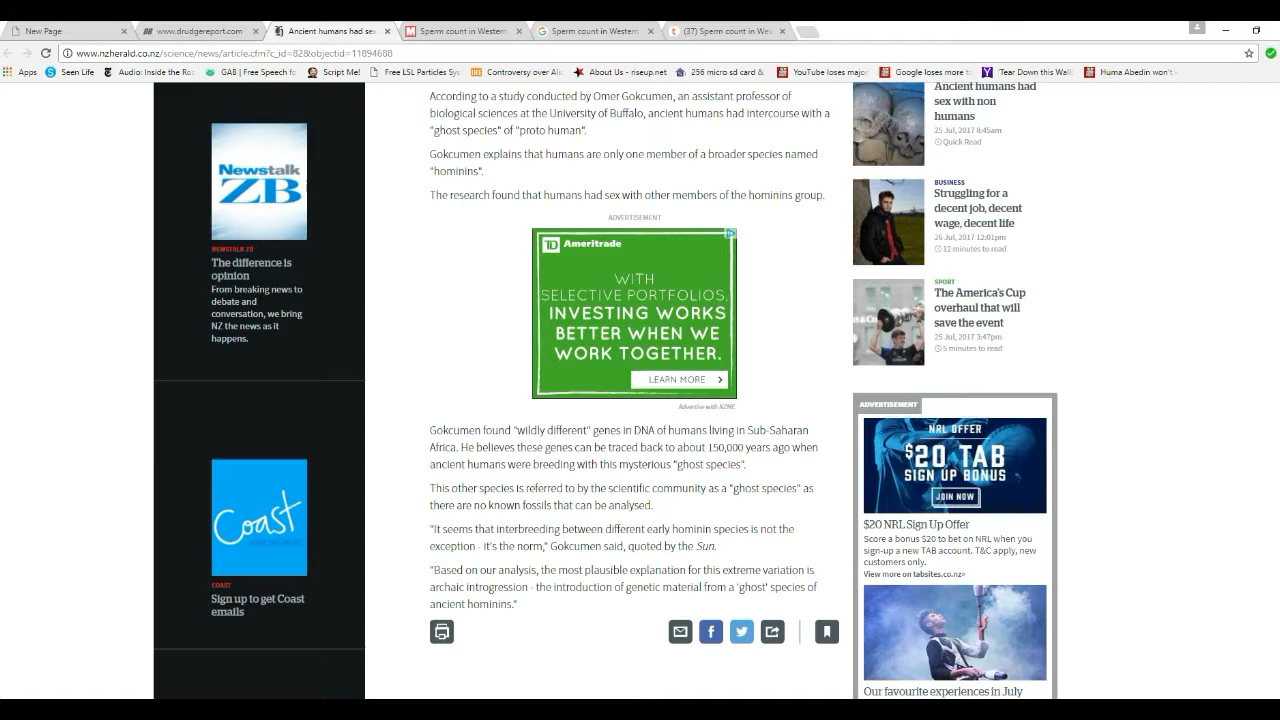 New Page
www.drudgereport.com
Ancient humans had sex
Sperm count in Western
Sperm count in Western
(37) Sperm count in Wes
www.nzherald.co.nz/science/news/article.cfm?c_id=82&objectid=11894688
Apps
Seen Life
Audio: Inside the Ro
GAB | Free Speech fo
Script Me!
Free LSL Particles Sys
Controversy over Ali
About Us - riseup.net
256 micro sd card &
YouTube loses major
Google loses more t
'Tear Down this Wall
Huma Abedin won't
Newstalk
ZB
NEWSTALK ZB
The difference is
opinion
From breaking news to
debate and
conversation, we bring
NZ the news as it
happens.
Coast
COAST
Sign up to get Coast
emails
According to a study conducted by Omer Gokcumen, an assistant professor of
biological sciences at the University of Buffalo, ancient humans had intercourse with a
"ghost species" of "proto human".
Gokcumen explains that humans are only one member of a broader species named
"hominins".
The research found that humans had sex with other members of the hominins group.
ADVERTISEMENT
TD Ameritrade
WITH
SELECTIVE PORTFOLIOS,
INVESTING WORKS
BETTER WHEN WE
WORK TOGETHER.
LEARN MORE
Advertise with NZME.
Gokcumen found "wildly different" genes in DNA of humans living in Sub-Saharan
Africa. He believes these genes can be traced back to about 150,000 years ago when
ancient humans were breeding with this mysterious "ghost species".
This other species is referred to by the scientific community as a "ghost species" as
there are no known fossils that can be analysed.
"It seems that interbreeding between different early hominin species is not the
exception - it's the norm," Gokcumen said, quoted by the Sun.
"Based on our analysis, the most plausible explanation for this extreme variation is
archaic introgression - the introduction of genetic material from a 'ghost' species of
ancient hominins."
Ancient humans had
sex with non
humans
25 Jul, 2017 8:45am
Quick Read
BUSINESS
Struggling for a
decent job, decent
wage, decent life
26 Jul, 2017 12:01pm
12 minutes to read
SPORT
The America's Cup
overhaul that will
save the event
25 Jul, 2017 3:47pm
5 minutes to read
ADVERTISEMENT
NRL OFFER
$20 TAB
SIGN UP BONUS
JOIN NOW
$20 NRL Sign Up Offer
Score a bonus $20 to bet on NRL when you
sign-up a new TAB account. T&C apply, new
customers only.
View more on tabsites.co.nz»
Our favourite experiences in July